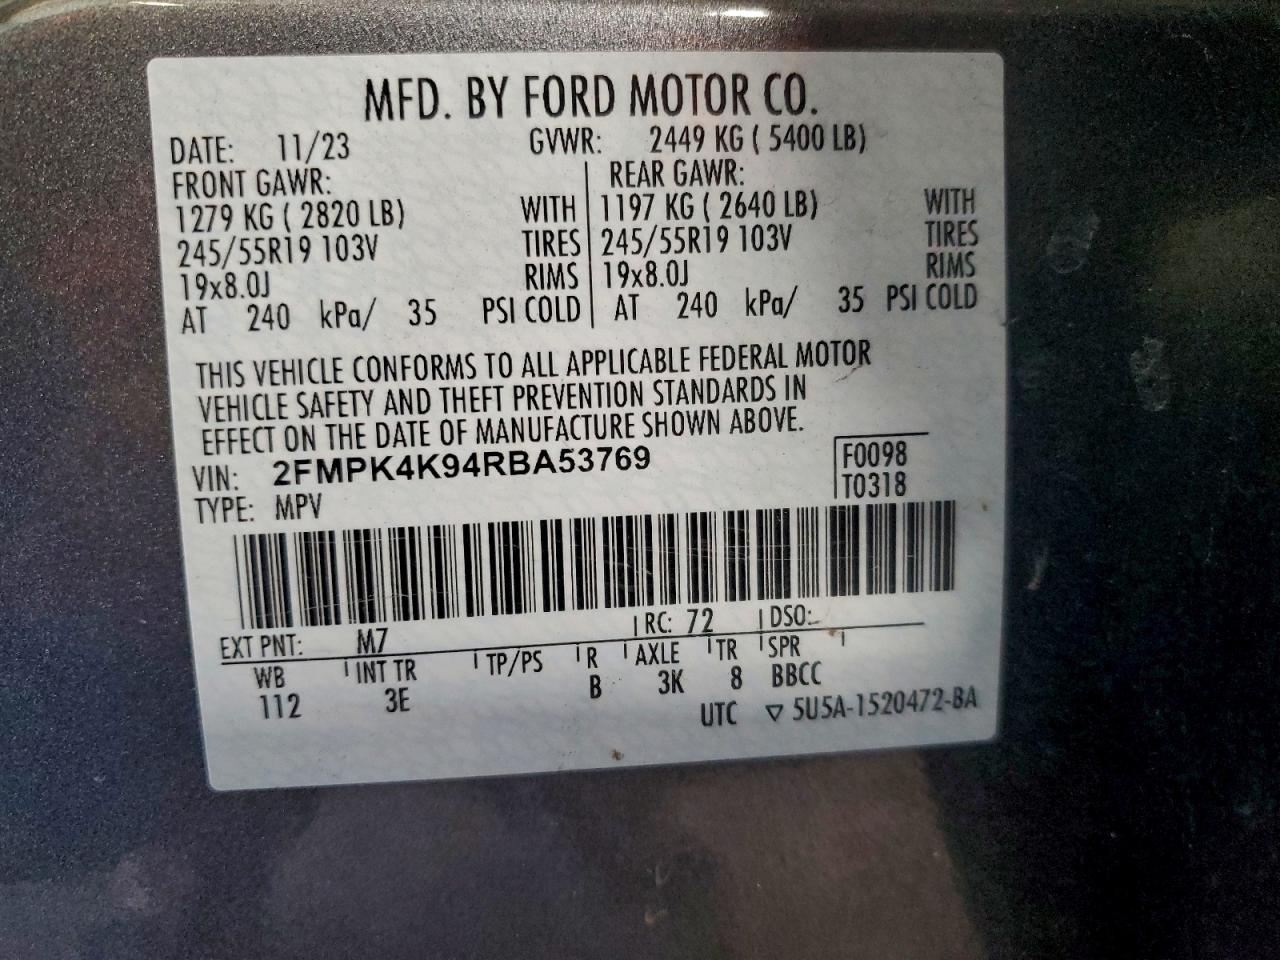 MFD. BY FORD MOTOR CO.
DATE: 11/23 GVWR: 2449 KG ( 5400 LB)
FRONT GAWR: REAR GAWR:
1279 KG ( 2820 LB) WITH 1197 KG ( 2640 LB) WITH
245/55R19 103V TIRES 245/55R19 103V TIRES
19x8.0J RIMS 19x8.0J RIMS
AT 240 kPa/ 35 PSI COLD AT 240 kPa/ 35 PSI COLD
THIS VEHICLE CONFORMS TO ALL APPLICABLE FEDERAL MOTOR
VEHICLE SAFETY AND THEFT PREVENTION STANDARDS IN
EFFECT ON THE DATE OF MANUFACTURE SHOWN ABOVE.
VIN: 2FMPK4K94RBA53769 F0098
TYPE: MPV T0318
EXT PNT: M7 RC: 72 DSO:
WB INT TR TP/PS R AXLE TR SPR
112 3E B 3K 8 BBCC
UTC ▽ 5U5A-1520472-BA